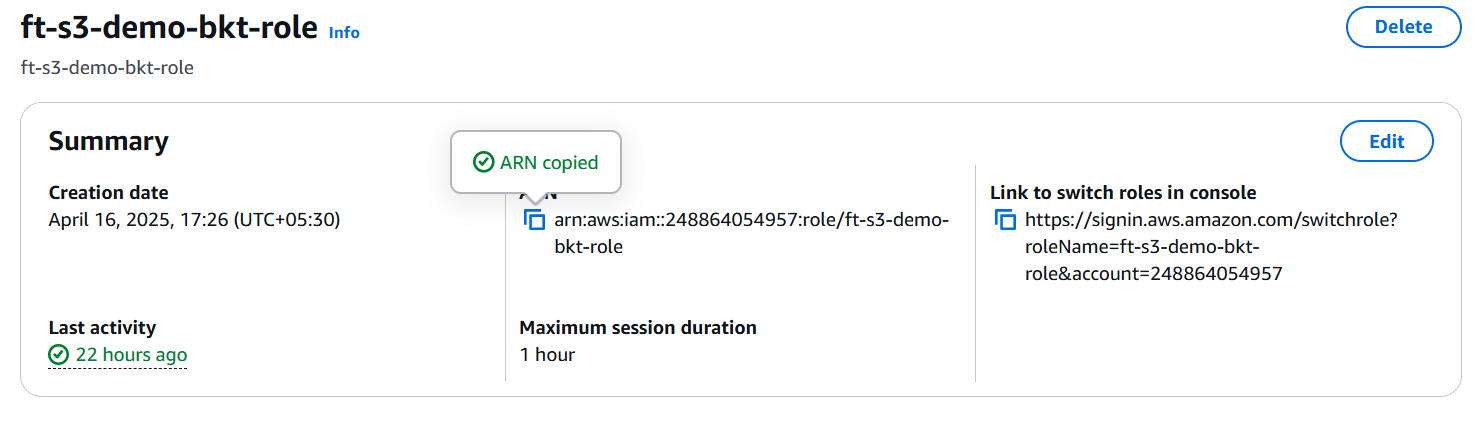 ft-s3-demo-bkt-role Info
Delete
ft-s3-demo-bkt-role
Summary
Edit
ARN copied
Creation date
April 16, 2025, 17:26 (UTC+05:30)
arn:aws:iam::248864054957:role/ft-s3-demo-
bkt-role
Link to switch roles in console
https://signin.aws.amazon.com/switchrole?
roleName=ft-s3-demo-bkt-
role&account=248864054957
Last activity
22 hours ago
Maximum session duration
1 hour